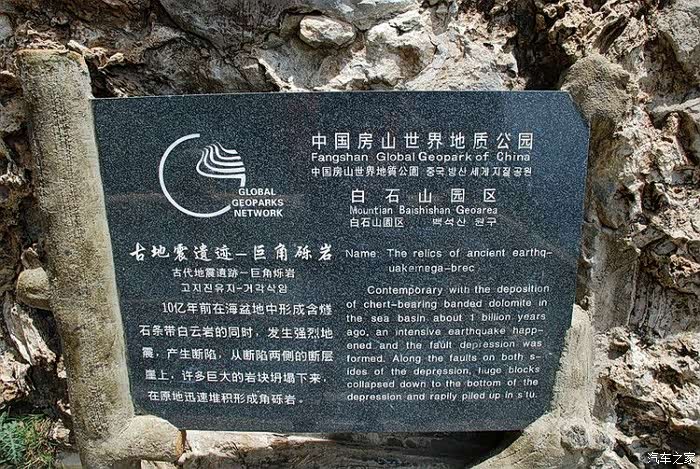 GLOBAL
GEOPARKS
NETWORK
中国房山世界地质公园
Fangshan Global Geopark of China
中国房山世界地質公園 중국 방산 세계 지질 공원
白石山园区
Mountian Baishishan Geoarea
白石山園区 백석산 원구
古地震遗迹—巨角砾岩
古代地震遺跡—巨角砾岩
고지진유자-거각삭암
10亿年前在海盆地中形成含燧
石条带白云岩的同时，发生强烈地
震，产生断陷，从断陷两侧的断层
崖上，许多巨大的岩块坍塌下来，
在原地迅速堆积形成角砾岩。
Name: The relics of ancient earthq-
uakemega-brec
Contemporary with the deposition
of chert-bearing banded dolomite in
the sea basin about 1 billion years
ago, an intensive earthquake happ-
ened and the fault depression was
formed. Along the faults on both s-
ides of the depression, huge blocks
collapsed down to the bottom of the
depression and raplly piled up in situ.
汽车之家